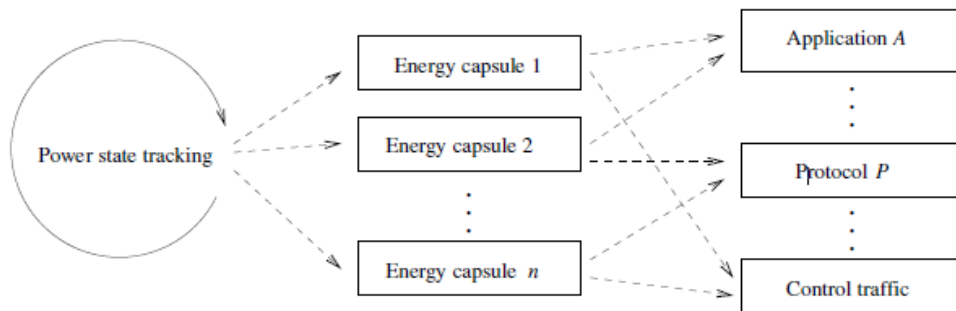 Power state tracking
Energy capsule 1
Energy capsule 2
Energy capsule n
Application A
Protocol P
Control traffic